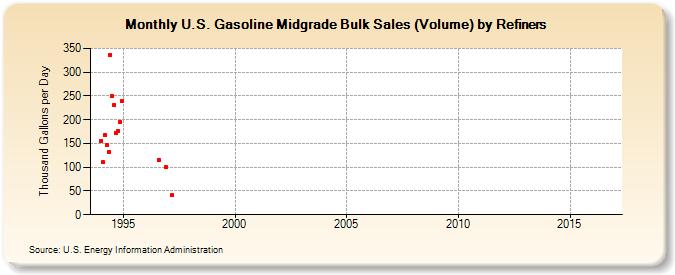 Monthly U.S. Gasoline Midgrade Bulk Sales (Volume) by Refiners
Thousand Gallons per Day
350
300
250
200
150
100
50
0
1995 2000 2005 2010 2015
Source: U.S. Energy Information Administration